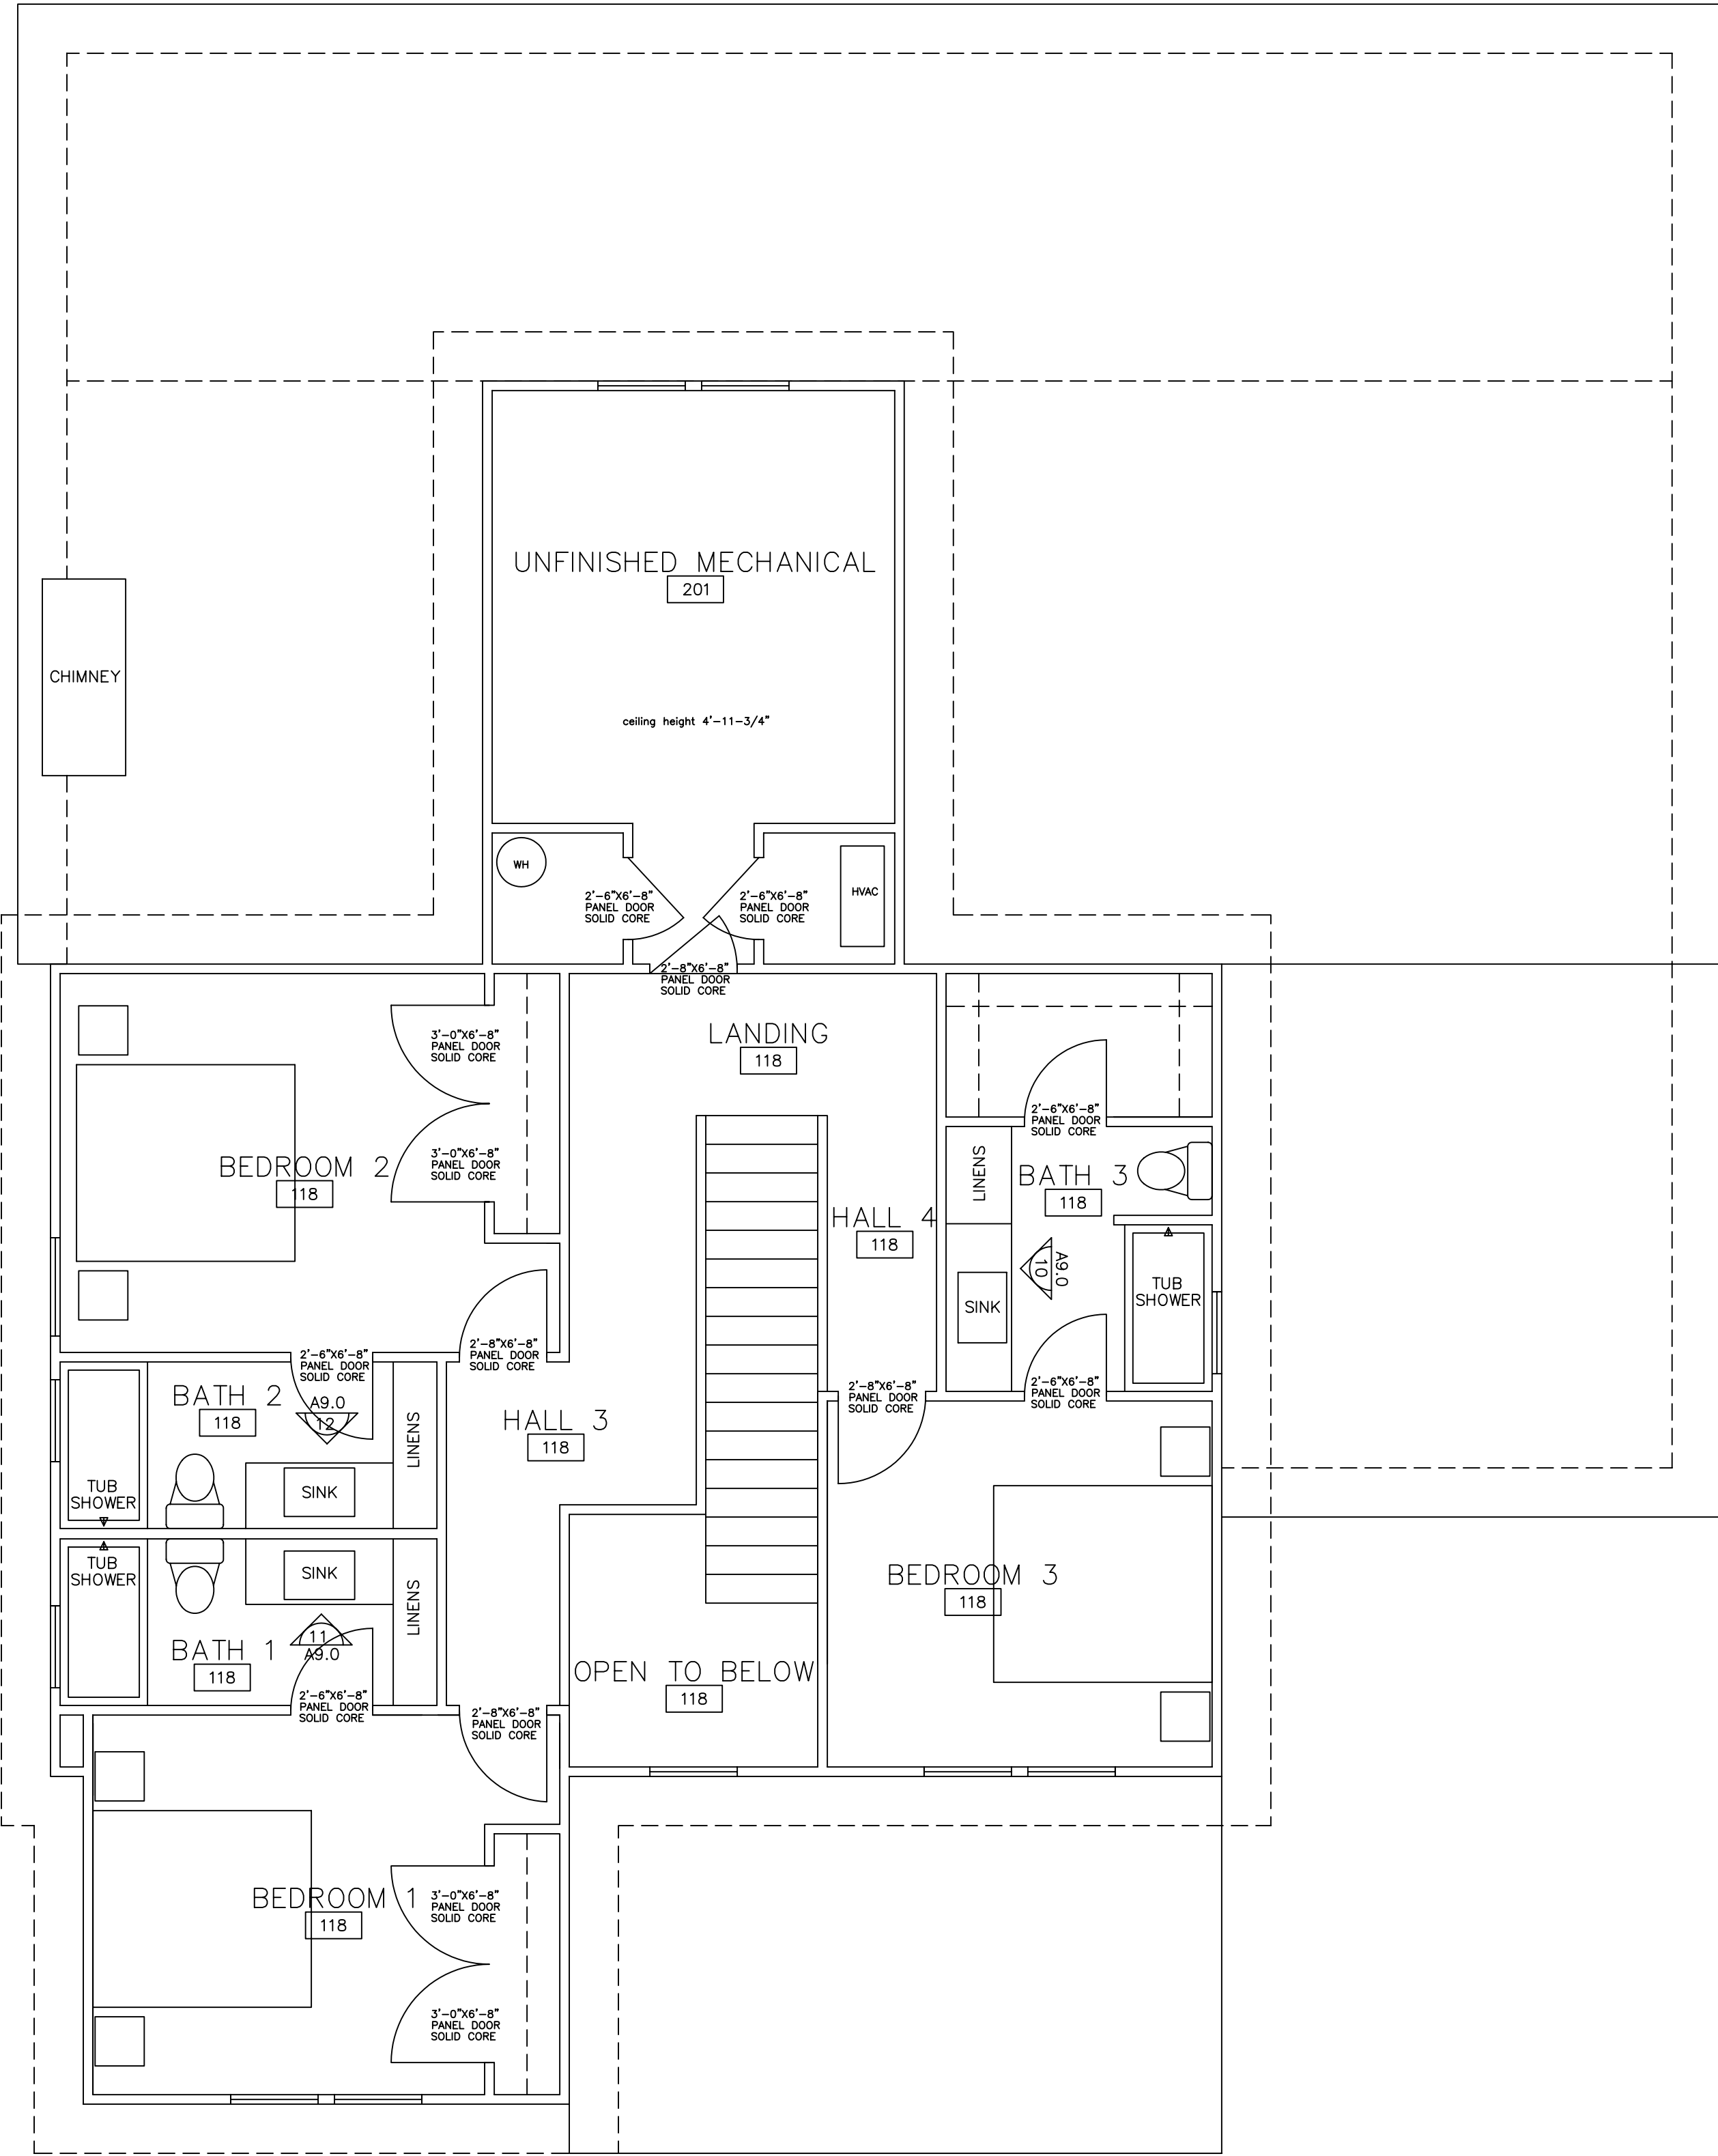 UNFINISHED MECHANICAL
201
CHIMNEY
ceiling height 4'-11-3/4"
WH
2'-6"X6'-8"
PANEL DOOR
SOLID CORE
2'-6"X6'-8"
PANEL DOOR
SOLID CORE
HVAC
2'-8"X6'-8"
PANEL DOOR
SOLID CORE
LANDING
118
3'-0"X6'-8"
PANEL DOOR
SOLID CORE
2'-6"X6'-8"
PANEL DOOR
SOLID CORE
BEDROOM 2
118
3'-0"X6'-8"
PANEL DOOR
SOLID CORE
LINENS
BATH 3
118
HALL 4
118
A9.0
10
SINK
TUB
SHOWER
2'-6"X6'-8"
PANEL DOOR
SOLID CORE
2'-8"X6'-8"
PANEL DOOR
SOLID CORE
2'-8"X6'-8"
PANEL DOOR
SOLID CORE
2'-6"X6'-8"
PANEL DOOR
SOLID CORE
BATH 2
118
A9.0
12
LINENS
HALL 3
118
TUB
SHOWER
SINK
TUB
SHOWER
SINK
LINENS
BEDROOM 3
118
BATH 1
118
11
A9.0
OPEN TO BELOW
118
2'-6"X6'-8"
PANEL DOOR
SOLID CORE
2'-8"X6'-8"
PANEL DOOR
SOLID CORE
BEDROOM 1
118
3'-0"X6'-8"
PANEL DOOR
SOLID CORE
3'-0"X6'-8"
PANEL DOOR
SOLID CORE